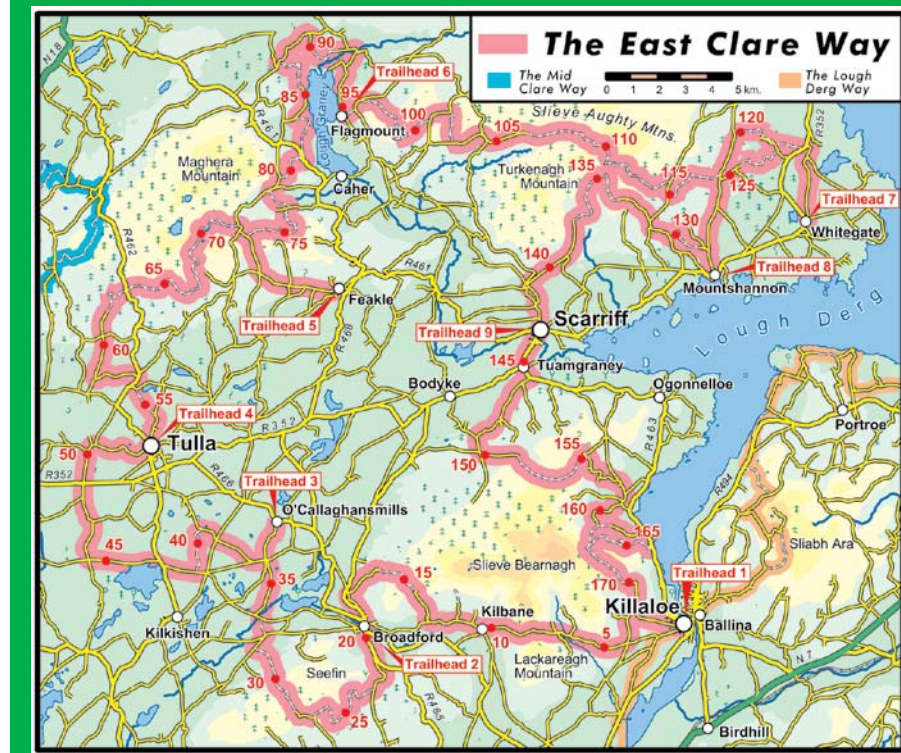 The East Clare Way
The Mid
Clare Way
0 1 2 3 4 5 km.
The Lough
Derg Way
N18
90
Trailhead 6
R352
R461
85
95
Lough Graney
Flagmount
100
Slieve Aughty Mtns.
105
110
120
Maghera
Mountain
80
Caher
Turkenagh
Mountain
135
115
125
Trailhead 7
Whitegate
R462
70
75
130
140
Trailhead 8
Mountshannon
65
R461
Feakle
Trailhead 5
Lough Derg
Scarriff
Trailhead 9
60
R468
145
Tuamgraney
Bodyke
Ogonnelloe
55
Trailhead 4
Portroe
Tulla
R352
R463
50
R352
150
155
R466
Trailhead 3
R494
O'Callaghansmills
160
165
Sliabh Ara
45
40
35
15
Slieve Bearnagh
170
Trailhead 1
Killaloe
Kilkishen
Kilbane
Ballina
20
Broadford
10
5
Trailhead 2
Lackareagh
Mountain
Seefin
N7
30
25
R465
Birdhill